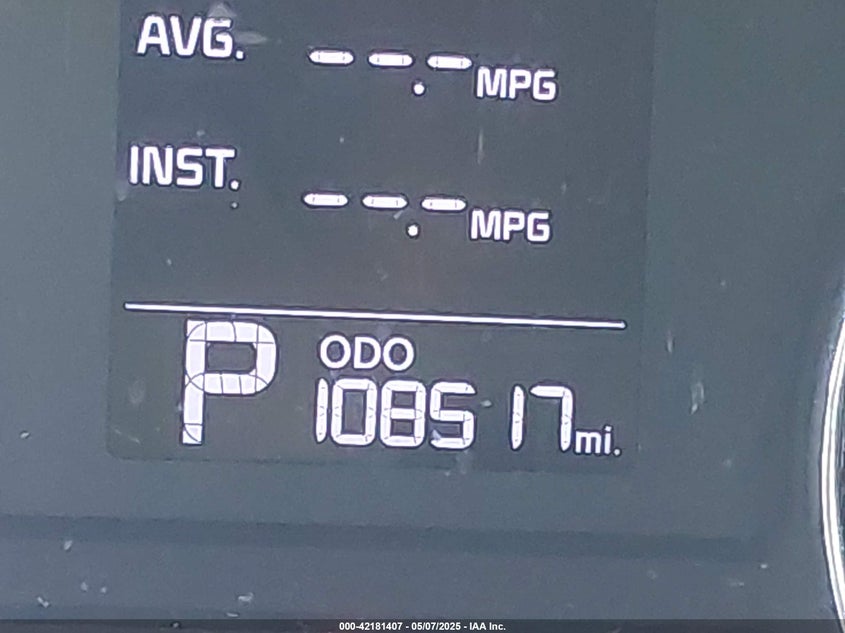 AVG. --.- MPG
INST. --.- MPG
P ODO
108517 mi.
000-42181407 - 05/07/2025 - IAA Inc.